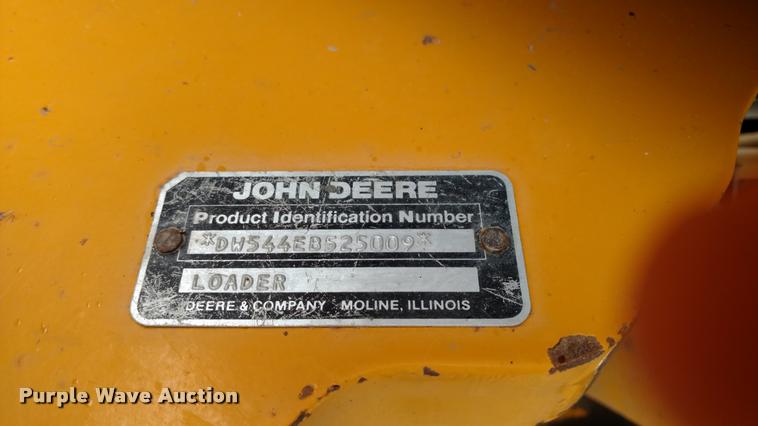 JOHN DEERE
Product Identification Number
*DW544EB525009*
LOADER
DEERE & COMPANY MOLINE, ILLINOIS
Purple Wave Auction